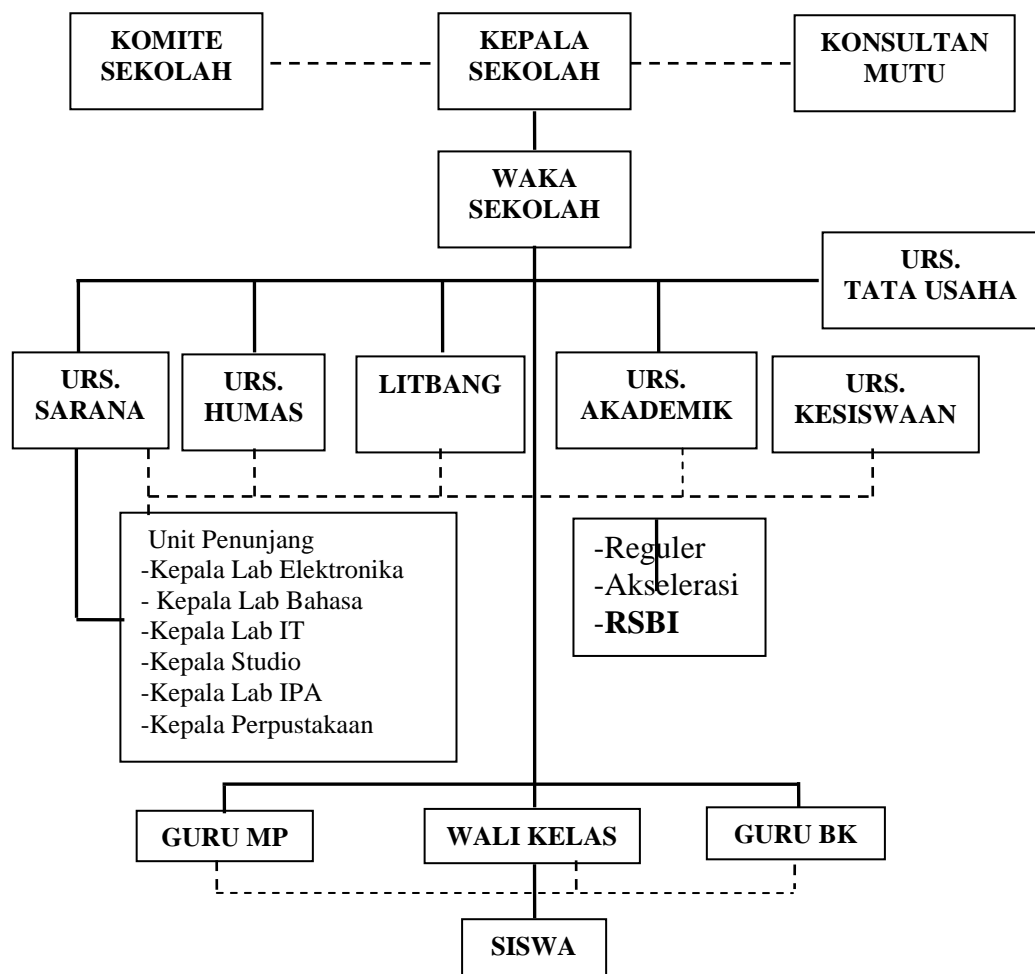 KOMITE
SEKOLAH
KEPALA
SEKOLAH
KONSULTAN
MUTU
WAKA
SEKOLAH
URS.
TATA USAHA
URS.
SARANA
URS.
HUMAS
LITBANG
URS.
AKADEMIK
URS.
KESISWAAN
Unit Penunjang
-Kepala Lab Elektronika
- Kepala Lab Bahasa
-Kepala Lab IT
-Kepala Studio
-Kepala Lab IPA
-Kepala Perpustakaan
-Reguler
-Akselerasi
-RSBI
GURU MP
WALI KELAS
GURU BK
SISWA